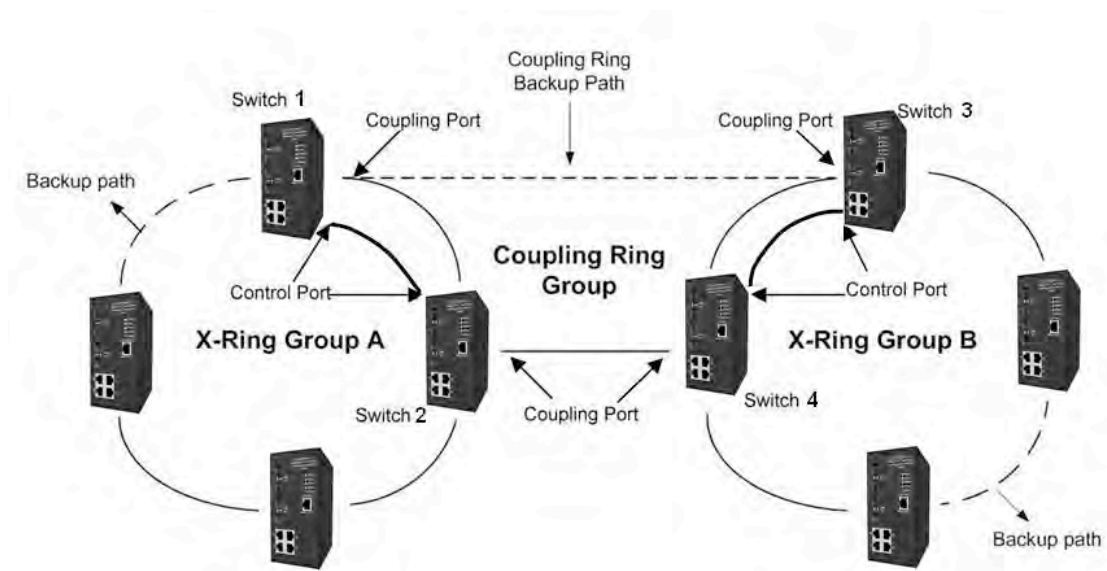 Coupling Ring
Backup Path
Switch 1
Coupling Port
Coupling Port
Switch 3
Backup path
Coupling Ring
Group
Control Port
Control Port
X-Ring Group A
X-Ring Group B
Switch 2
Coupling Port
Switch 4
Backup path